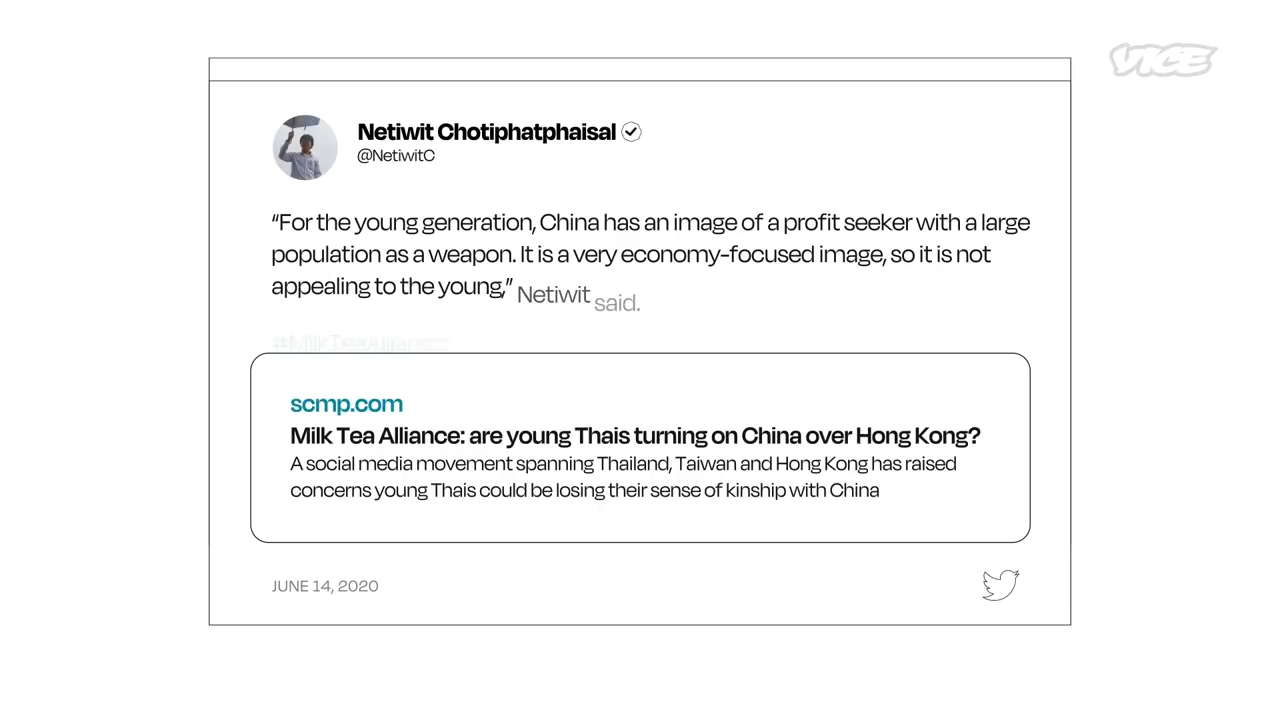 VICE
Netiwit Chotiphatphaisal
@NetiwitC
“For the young generation, China has an image of a profit seeker with a large
population as a weapon. It is a very economy-focused image, so it is not
appealing to the young,” Netiwit said.
#MilkTeaAlliance
scmp.com
Milk Tea Alliance: are young Thais turning on China over Hong Kong?
A social media movement spanning Thailand, Taiwan and Hong Kong has raised
concerns young Thais could be losing their sense of kinship with China
JUNE 14, 2020